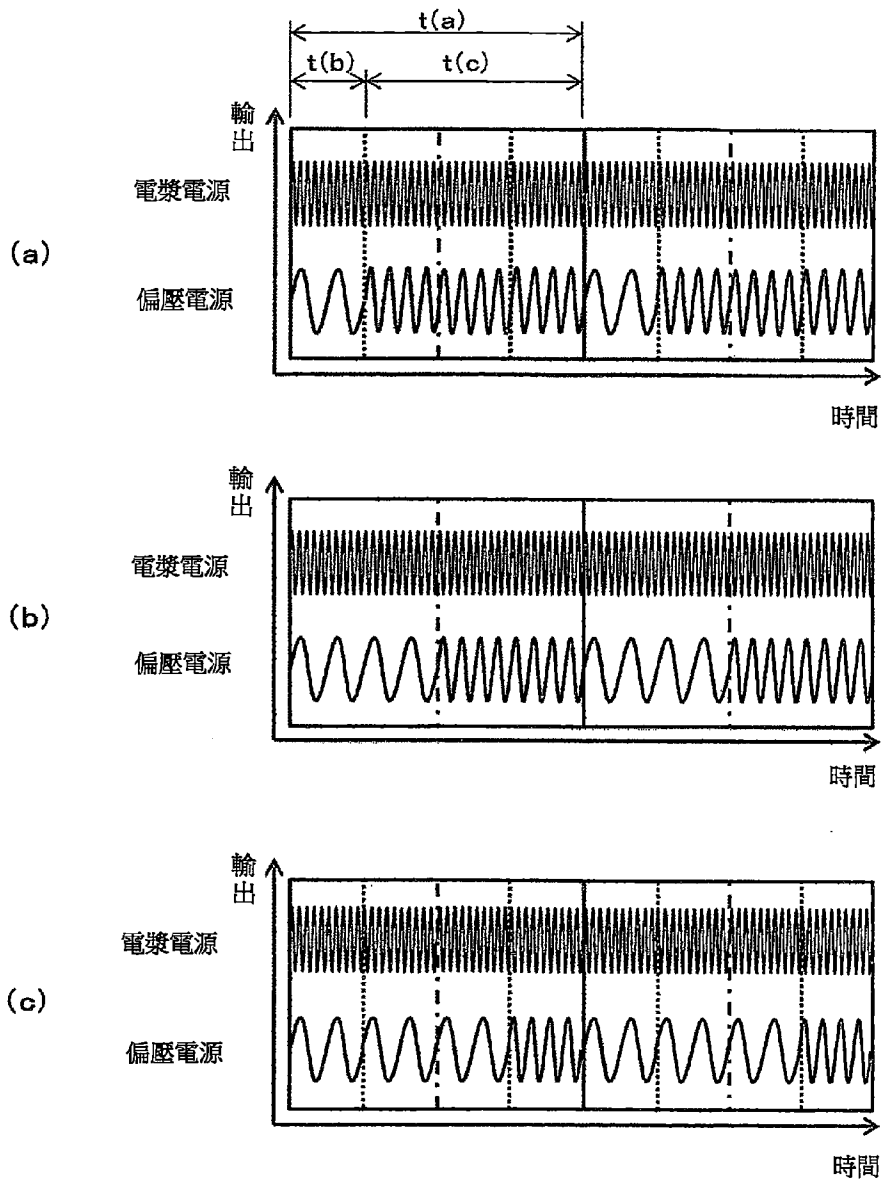 t(a)
t(b)
t(c)
輸出
電漿電源
(a)
偏壓電源
時間
輸出
電漿電源
(b)
偏壓電源
時間
輸出
電漿電源
(c)
偏壓電源
時間